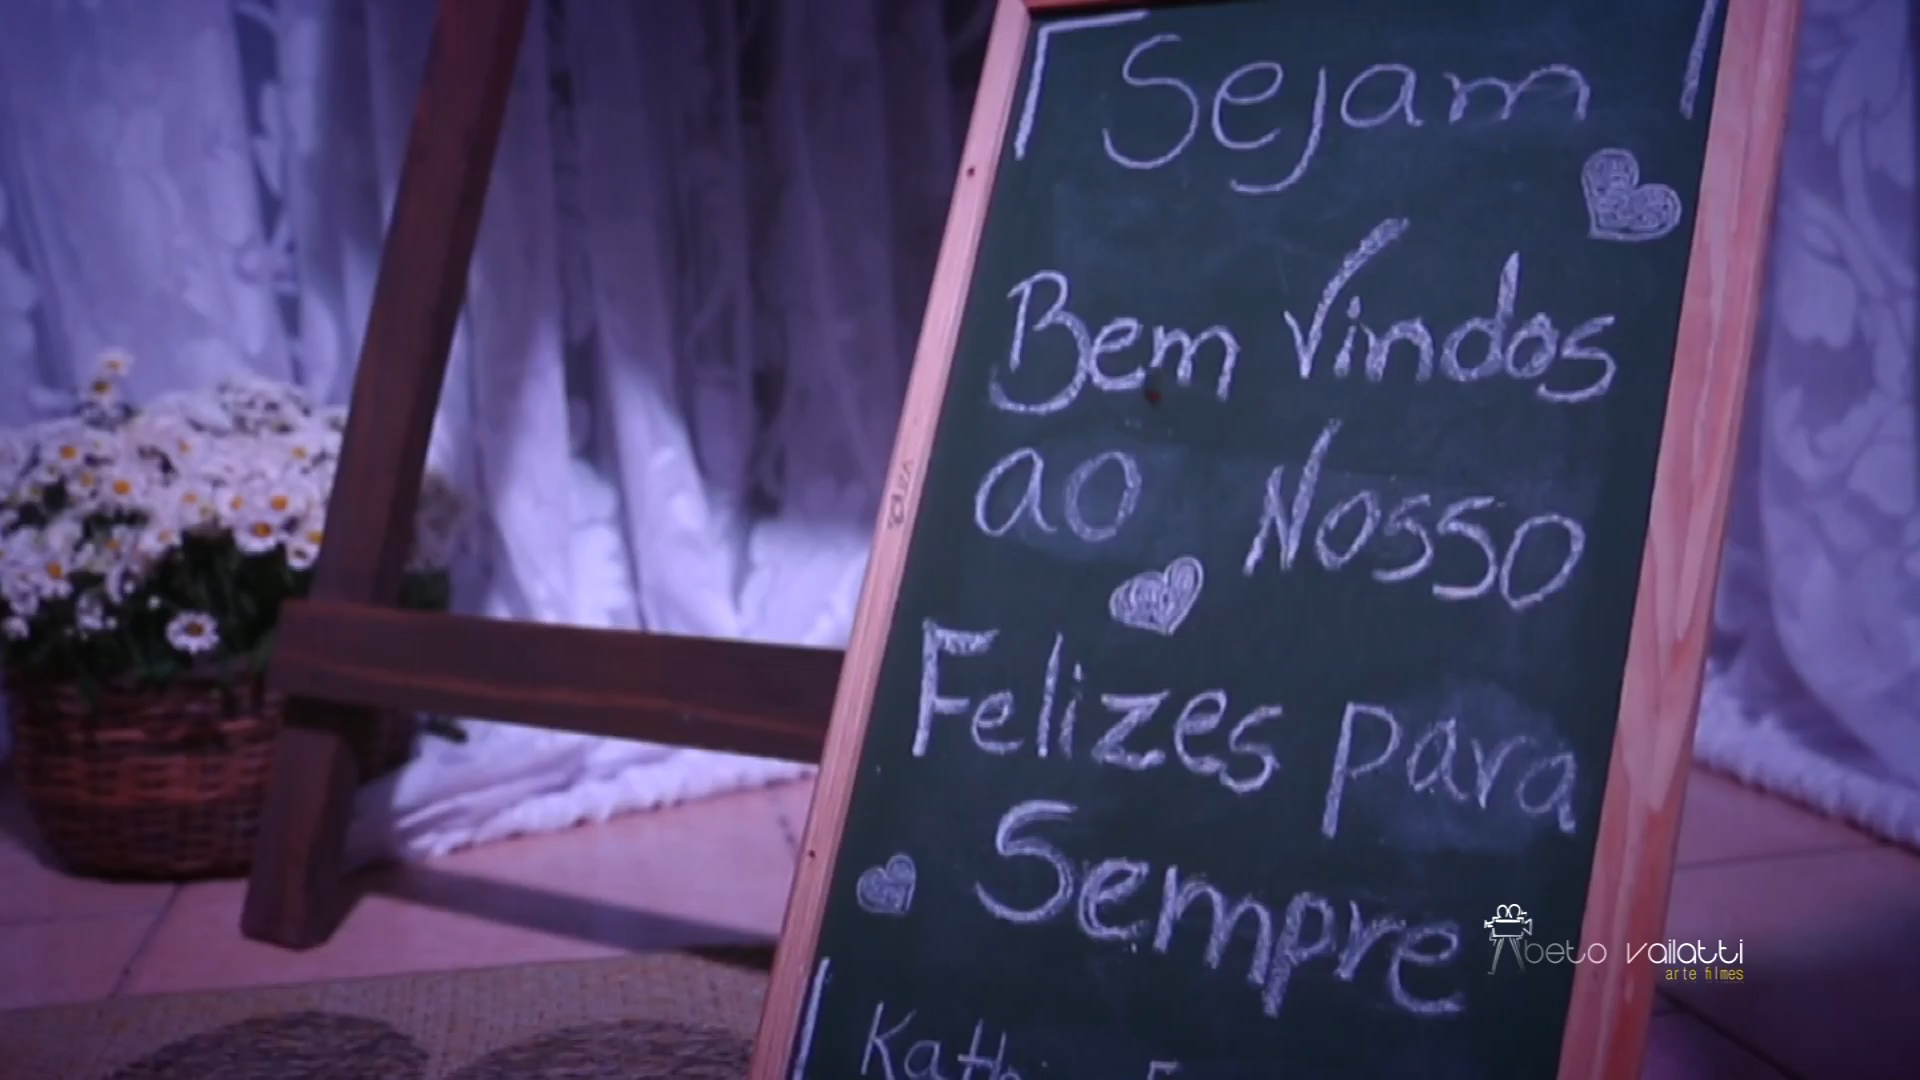 Sejam
Bem Vindos
ao Nosso
Felizes para
Sempre
beto vailatti
arte filmes